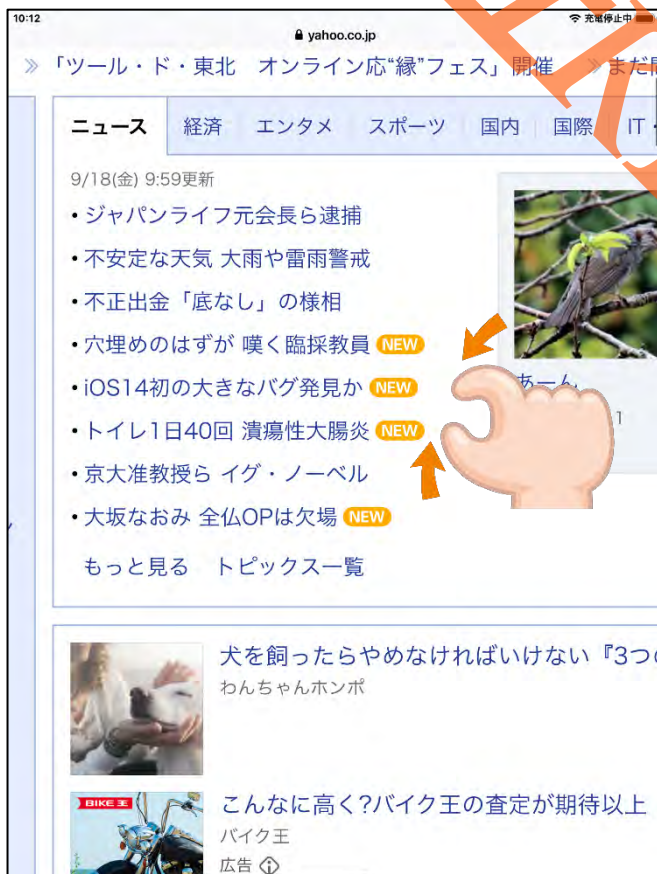 10:12
充電停止中
yahoo.co.jp
≫ 「ツール・ド・東北 オンライン応“縁”フェス」開催 ≫ まだ
ニュース 経済 エンタメ スポーツ 国内 国際 IT・
9/18(金) 9:59更新
・ジャパンライフ元会長ら逮捕
・不安定な天気 大雨や雷雨警戒
・不正出金「底なし」の様相
・穴埋めのはずが 嘆く臨採教員 NEW
・iOS14初の大きなバグ発見か NEW
あーん
・トイレ1日40回 潰瘍性大腸炎 NEW
1
・京大准教授ら イグ・ノーベル
・大坂なおみ 全仏OPは欠場 NEW
もっと見る トピックス一覧
犬を飼ったらやめなければいけない『3つ
わんちゃんホンポ
BIKE王
こんなに高く?バイク王の査定が期待以上
バイク王
広告